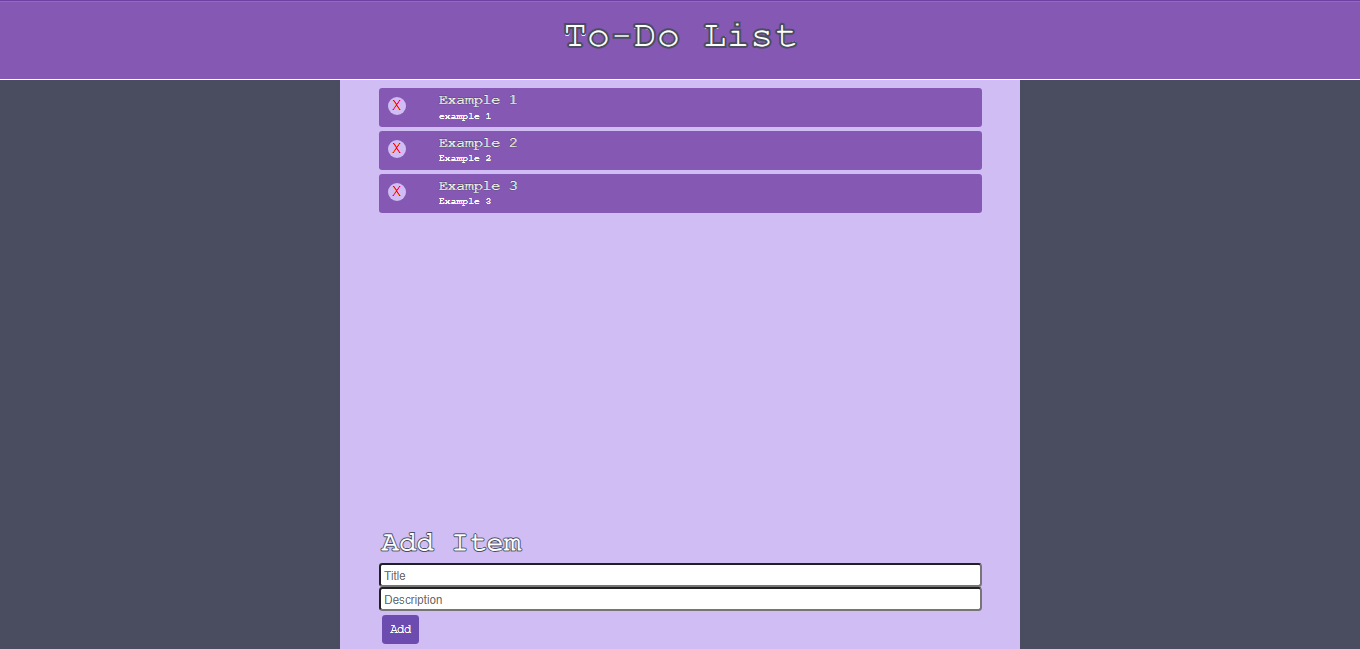 To-Do List
X
Example 1
example 1
X
Example 2
Example 2
X
Example 3
Example 3
Add Item
Title
Description
Add